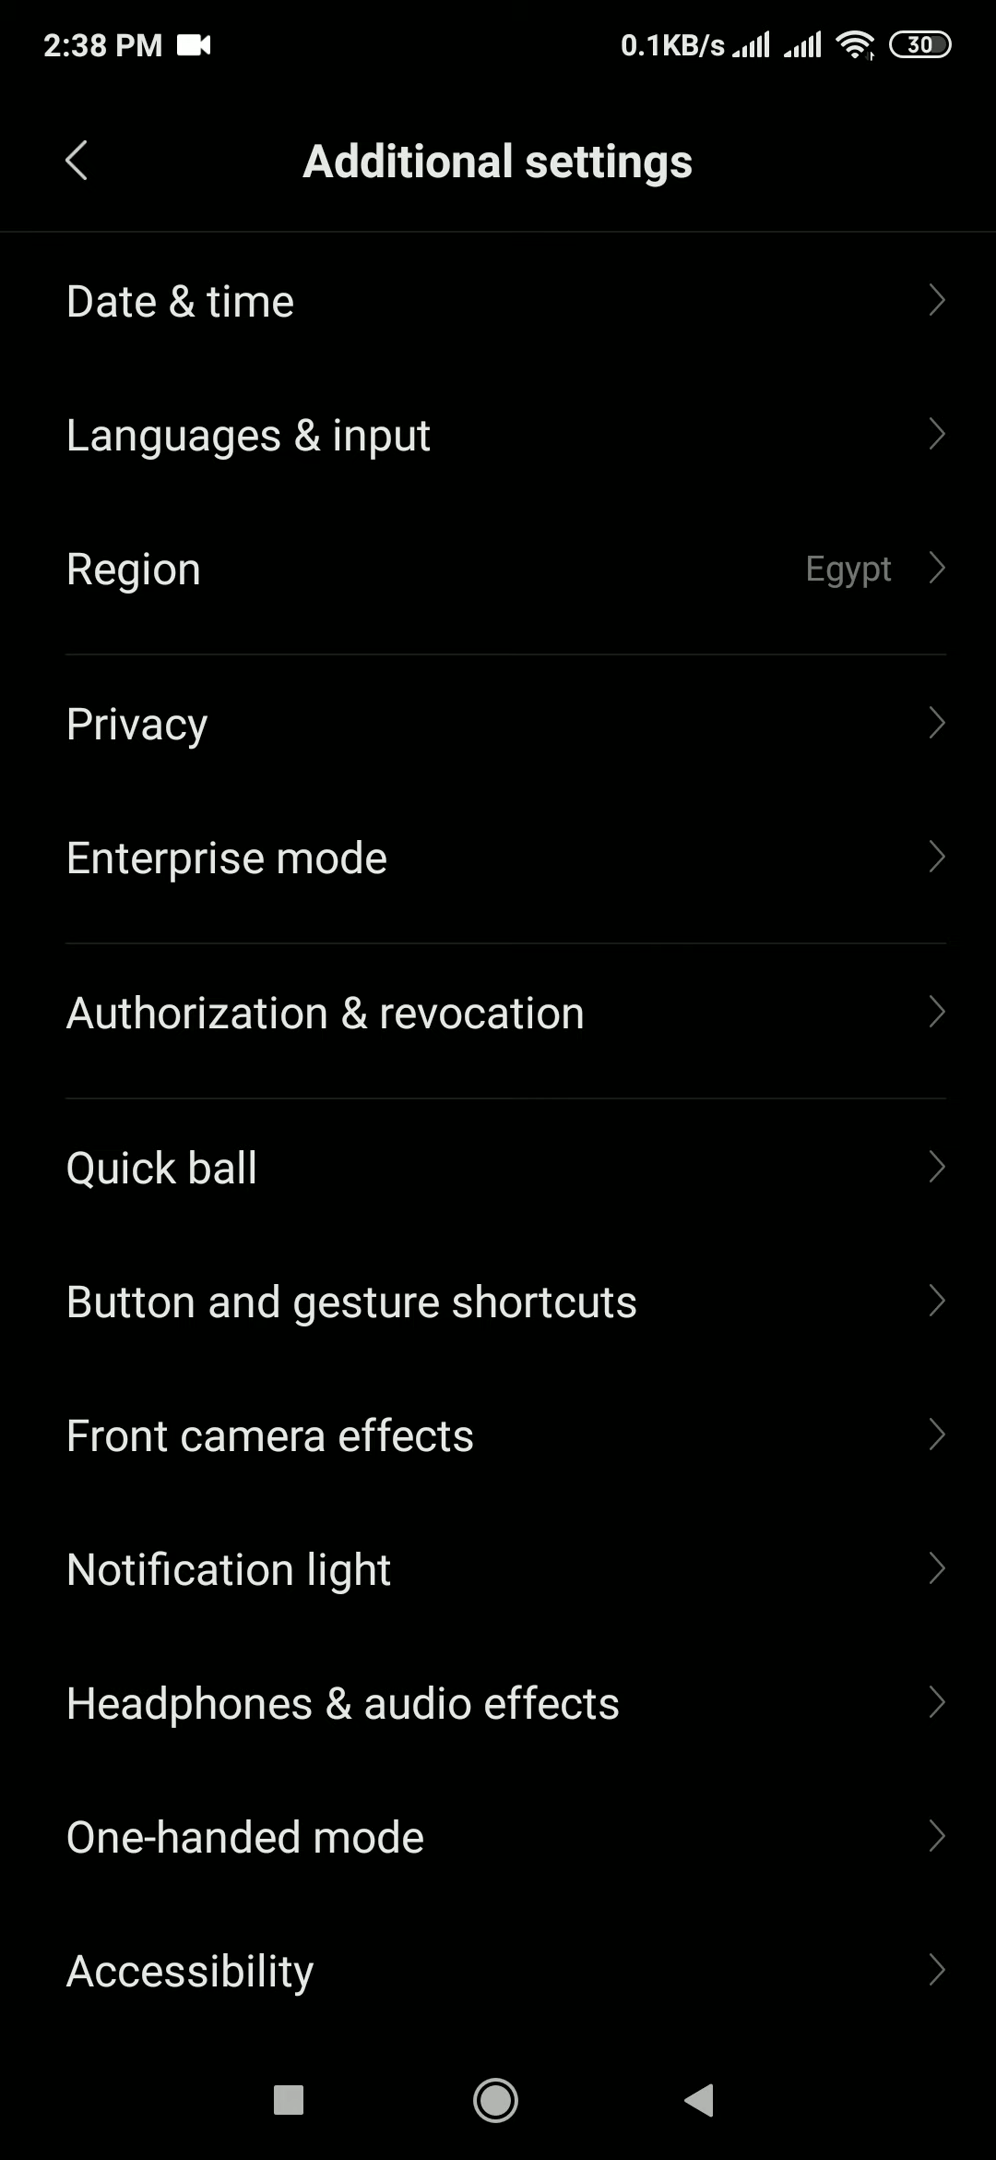 2:38 PM 0.1KB/s 30
Additional settings
Date & time
Languages & input
Region Egypt
Privacy
Enterprise mode
Authorization & revocation
Quick ball
Button and gesture shortcuts
Front camera effects
Notification light
Headphones & audio effects
One-handed mode
Accessibility